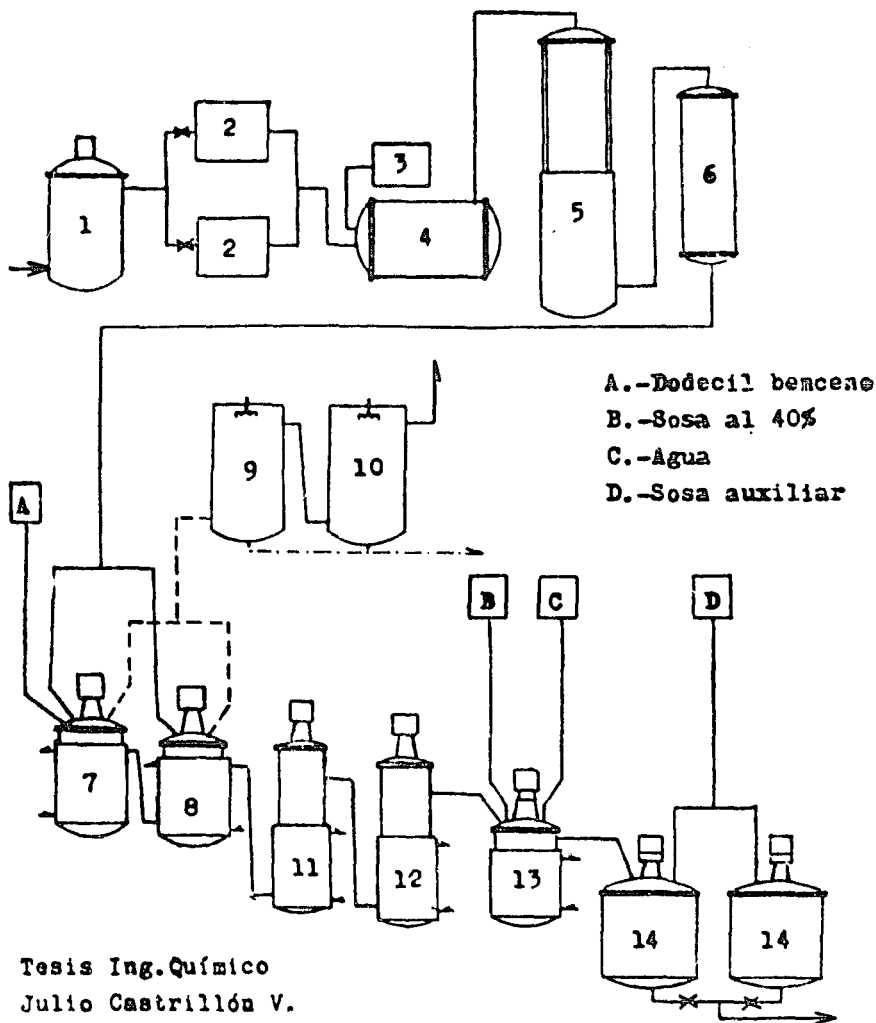 2
3
1
2
4
5
6
A.-Dodecil benceno
B.-Sosa al 40%
C.-Agua
D.-Sosa auxiliar
9
10
A
B
C
D
7
8
11
12
13
14
14
Tesis Ing.Químico
Julio Castrillón V.